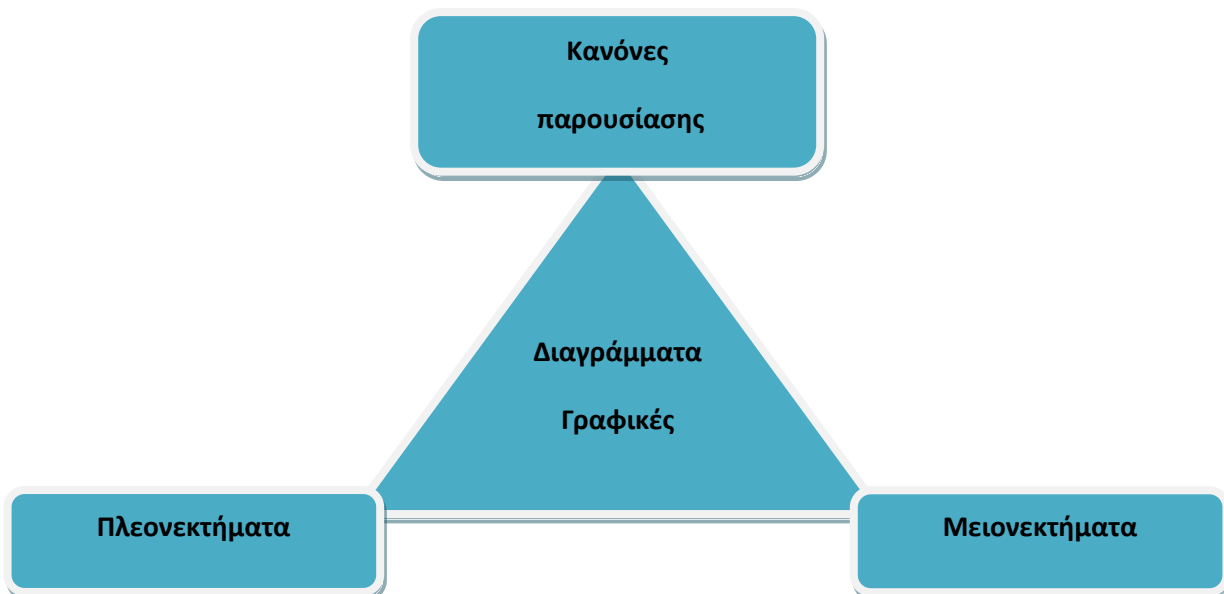 Κανόνες
παρουσίασης
Διαγράμματα
Γραφικές
Πλεονεκτήματα
Μειονεκτήματα